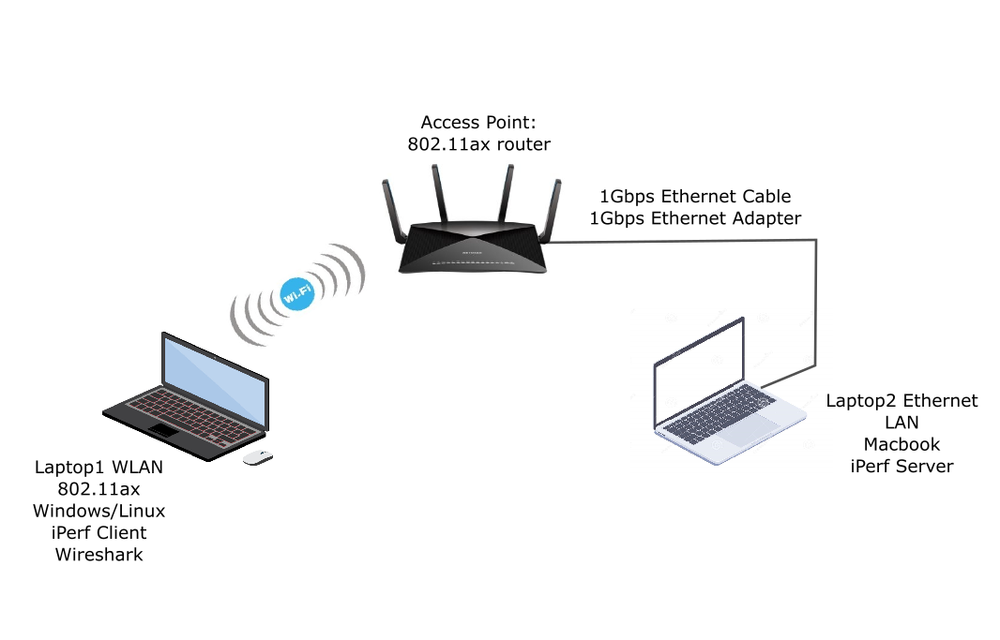 Access Point:
802.11ax router
1Gbps Ethernet Cable
1Gbps Ethernet Adapter
Wi-Fi
NETGEAR
Laptop2 Ethernet
LAN
Macbook
iPerf Server
Laptop1 WLAN
802.11ax
Windows/Linux
iPerf Client
Wireshark